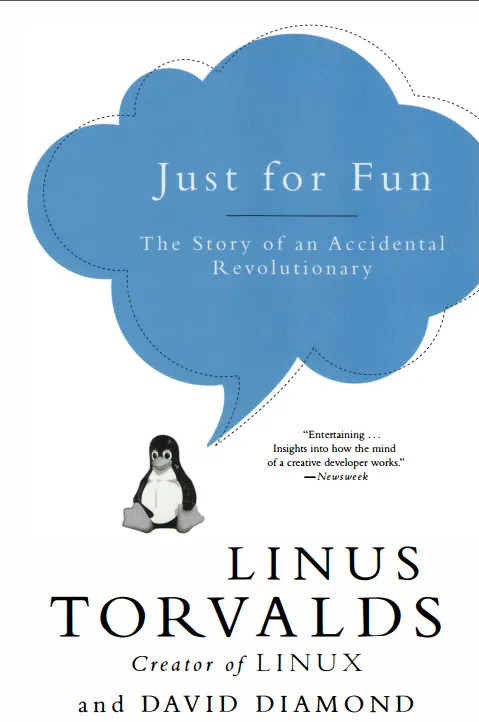 Just for Fun
The Story of an Accidental
Revolutionary
“Entertaining . . .
Insights into how the mind
of a creative developer works.”
—Newsweek
LINUS
TORVALDS
Creator of LINUX
and DAVID DIAMOND